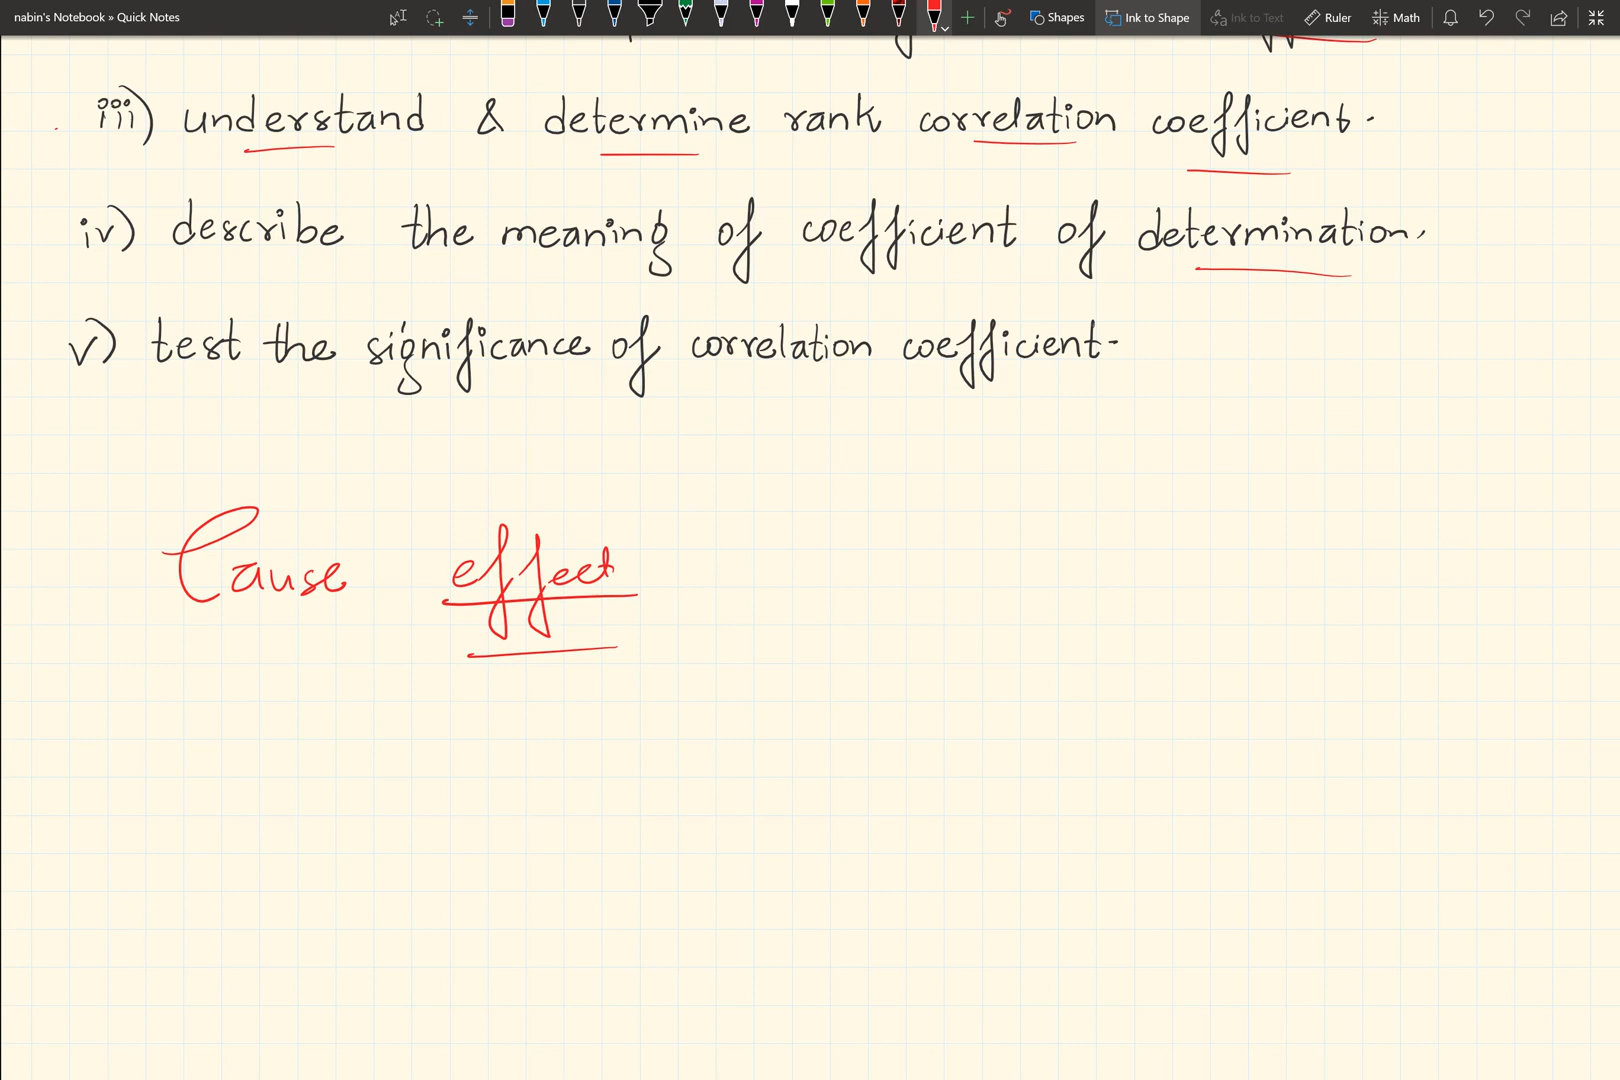 nabin's Notebook » Quick Notes
Shapes Ink to Shape Ink to Text Ruler Math
iii) understand & determine rank correlation coefficient.
iv) describe the meaning of coefficient of determination.
v) test the significance of correlation coefficient.
Cause effect